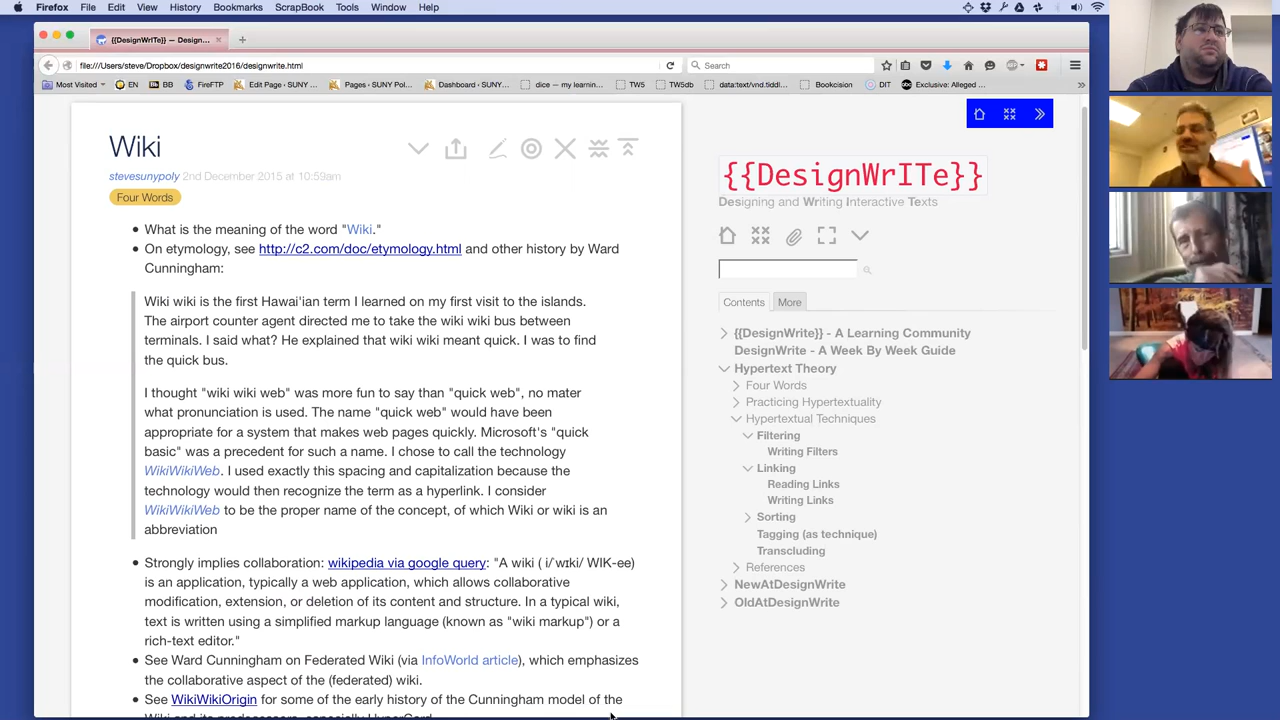 Firefox File Edit View History Bookmarks ScrapBook Tools Window Help
{{DesignWrITe}} — Design...
file:///Users/steve/Dropbox/designwrite2016/designwrite.html
Search
Most Visited EN BB FireFTP Edit Page ‹ SUNY ... Pages ‹ SUNY Pol... Dashboard ‹ SUNY... dice — my learnin... TW5 TW5db data:text/vnd.tiddl... Bookcision DIT Exclusive: Alleged ...
Wiki
stevesunypoly 2nd December 2015 at 10:59am
Four Words
• What is the meaning of the word "Wiki."
• On etymology, see http://c2.com/doc/etymology.html and other history by Ward
Cunningham:
Wiki wiki is the first Hawai'ian term I learned on my first visit to the islands.
The airport counter agent directed me to take the wiki wiki bus between
terminals. I said what? He explained that wiki wiki meant quick. I was to find
the quick bus.
I thought "wiki wiki web" was more fun to say than "quick web", no mater
what pronunciation is used. The name "quick web" would have been
appropriate for a system that makes web pages quickly. Microsoft's "quick
basic" was a precedent for such a name. I chose to call the technology
WikiWikiWeb. I used exactly this spacing and capitalization because the
technology would then recognize the term as a hyperlink. I consider
WikiWikiWeb to be the proper name of the concept, of which Wiki or wiki is an
abbreviation
• Strongly implies collaboration: wikipedia via google query: "A wiki ( i/ˈwɪki/ WIK-ee)
is an application, typically a web application, which allows collaborative
modification, extension, or deletion of its content and structure. In a typical wiki,
text is written using a simplified markup language (known as "wiki markup") or a
rich-text editor."
• See Ward Cunningham on Federated Wiki (via InfoWorld article), which emphasizes
the collaborative aspect of the (federated) wiki.
• See WikiWikiOrigin for some of the early history of the Cunningham model of the
Wiki and its predecessors, especially HyperCard
{{DesignWrITe}}
Designing and Writing Interactive Texts
Contents More
{{DesignWrite}} - A Learning Community
DesignWrite - A Week By Week Guide
Hypertext Theory
Four Words
Practicing Hypertextuality
Hypertextual Techniques
Filtering
Writing Filters
Linking
Reading Links
Writing Links
Sorting
Tagging (as technique)
Transcluding
References
NewAtDesignWrite
OldAtDesignWrite